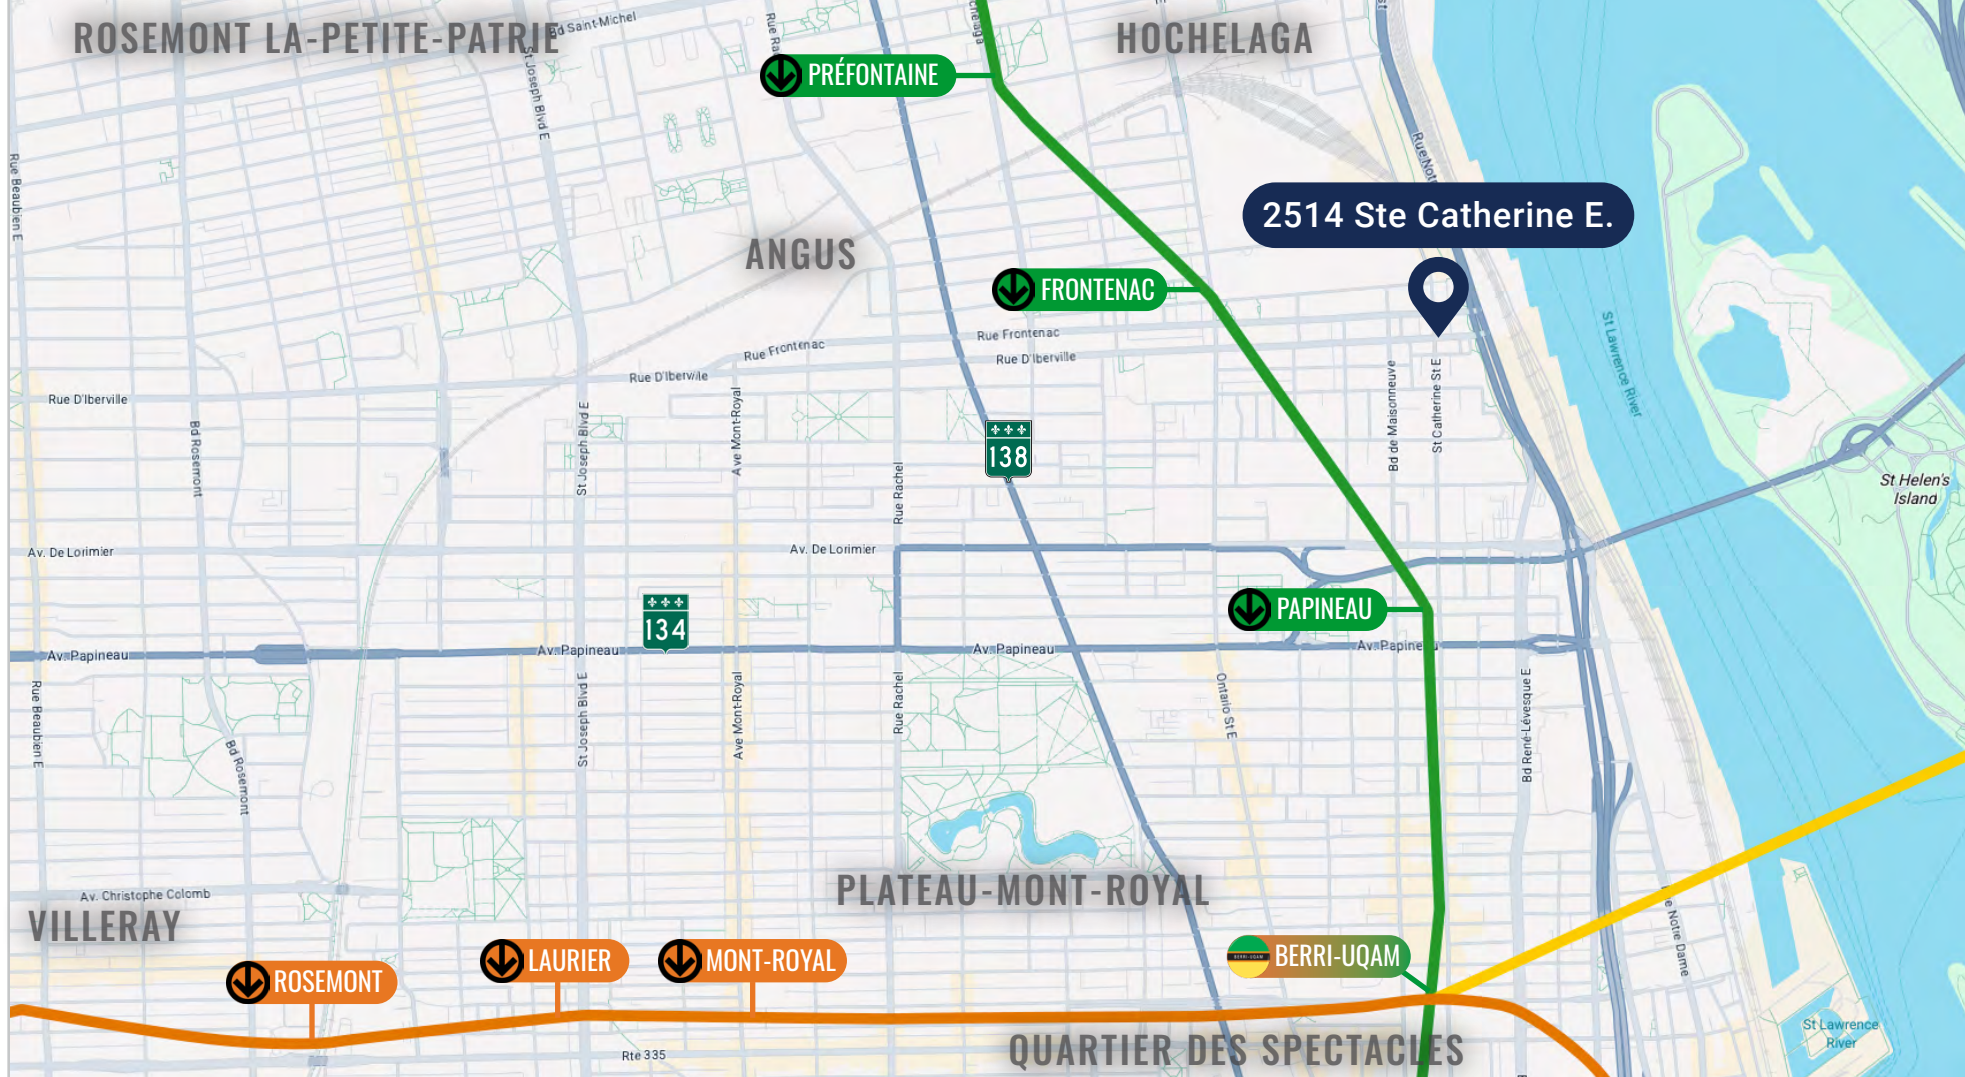 ROSEMONT LA-PETITE-PATRIE
Bd Saint-Michel
HOCHELAGA
PRÉFONTAINE
St Joseph Blvd E
Rue Beaubien E
2514 Ste Catherine E.
ANGUS
FRONTENAC
Rue Frontenac
Rue Frontenac
Rue D'Iberville
Rue D'Iberville
Rue D'Iberville
St Lawrence River
Bd Rosemont
St Joseph Blvd E
Ave Mont-Royal
Rue Rachel
138
Bd de Maisonneuve
St Catherine St E
St Helen's
Island
Av. De Lorimier
Av. De Lorimier
134
PAPINEAU
Av. Papineau
Av. Papineau
Av. Papineau
Rue Beaubien E
Bd Rosemont
St Joseph Blvd E
Ave Mont-Royal
Rue Rachel
Ontario St E
Bd René-Lévesque E
Av. Christophe Colomb
PLATEAU-MONT-ROYAL
VILLERAY
ROSEMONT
LAURIER
MONT-ROYAL
BERRI-UQAM
BERRI-UQAM
Notre Dame
St Lawrence
River
Rte 335
QUARTIER DES SPECTACLES